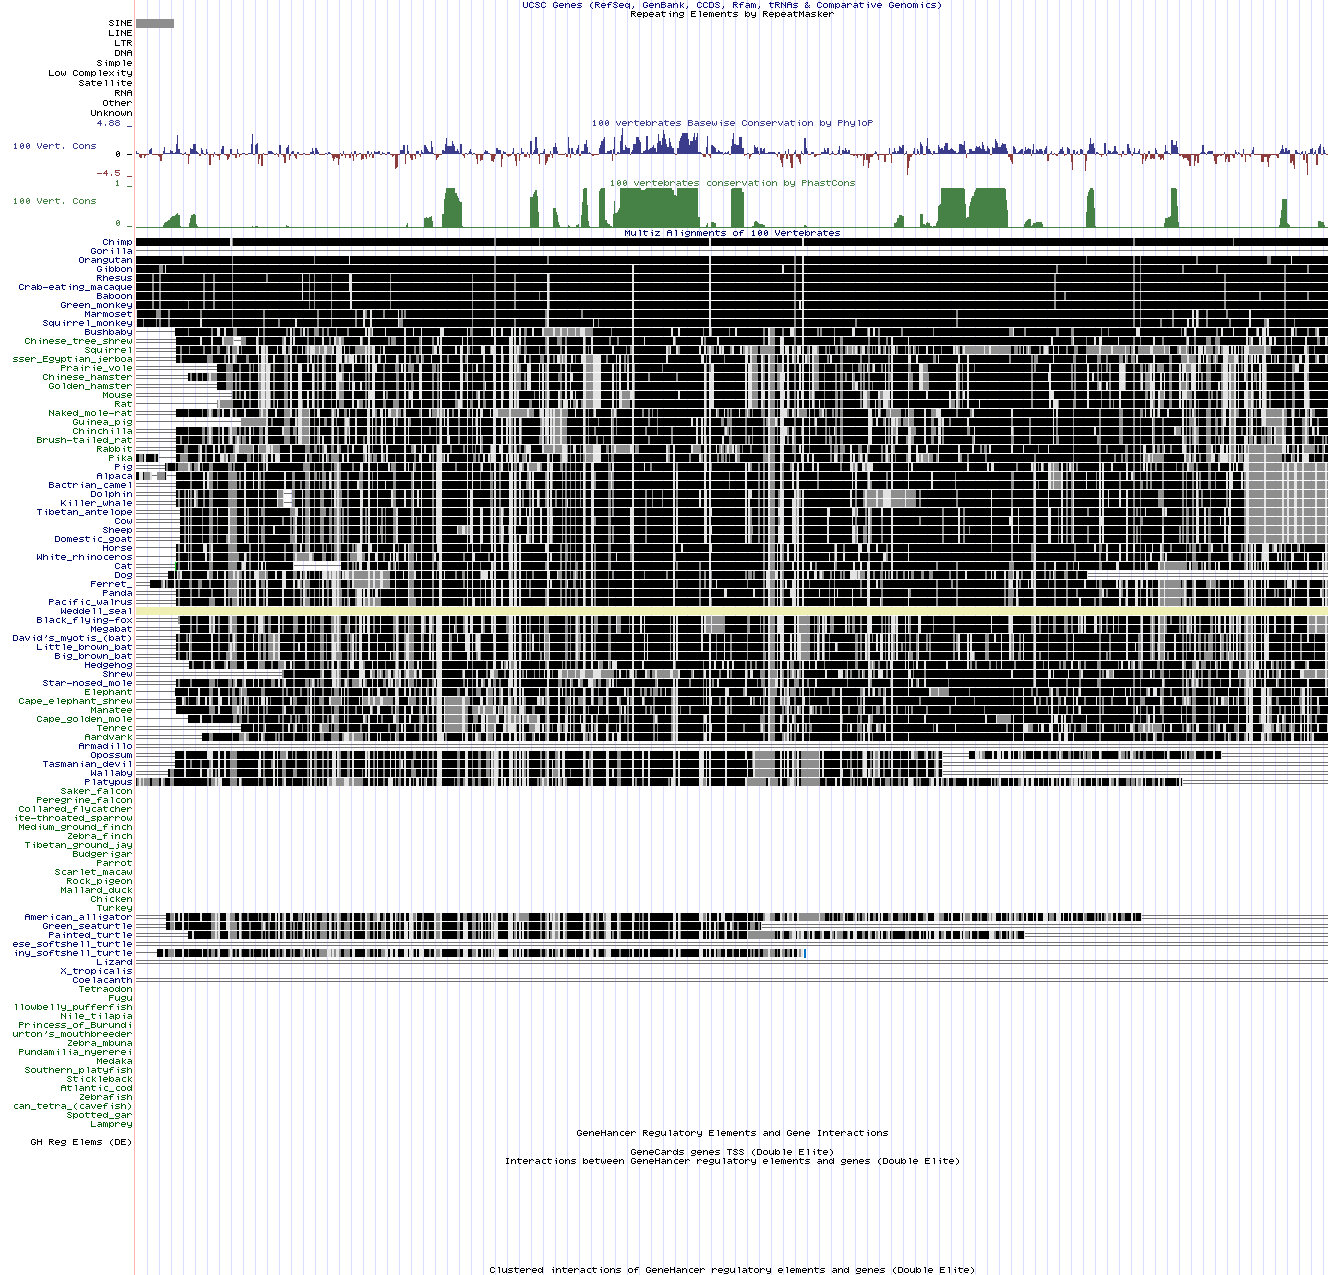 UCSC Genes (RefSeq, GenBank, CCDS, Rfam, tRNAs & Comparative Genomics)
Repeating Elements by RepeatMasker
SINE
LINE
LTR
DNA
Simple
Low Complexity
Satellite
RNA
Other
Unknown
4.88 _
100 vertebrates Basewise Conservation by PhyloP
100 Vert. Cons
0 -
-4.5 _
1 _
100 vertebrates conservation by PhastCons
100 Vert. Cons
0 _
Multiz Alignments of 100 Vertebrates
Chimp
Gorilla
Orangutan
Gibbon
Rhesus
Crab-eating_macaque
Baboon
Green_monkey
Marmoset
Squirrel_monkey
Bushbaby
Chinese_tree_shrew
Squirrel
sser_Egyptian_jerboa
Prairie_vole
Chinese_hamster
Golden_hamster
Mouse
Rat
Naked_mole-rat
Guinea_pig
Chinchilla
Brush-tailed_rat
Rabbit
Pika
Pig
Alpaca
Bactrian_camel
Dolphin
Killer_whale
Tibetan_antelope
Cow
Sheep
Domestic_goat
Horse
White_rhinoceros
Cat
Dog
Ferret_
Panda
Pacific_walrus
Weddell_seal
Black_flying-fox
Megabat
David's_myotis_(bat)
Little_brown_bat
Big_brown_bat
Hedgehog
Shrew
Star-nosed_mole
Elephant
Cape_elephant_shrew
Manatee
Cape_golden_mole
Tenrec
Aardvark
Armadillo
Opossum
Tasmanian_devil
Wallaby
Platypus
Saker_falcon
Peregrine_falcon
Collared_flycatcher
ite-throated_sparrow
Medium_ground_finch
Zebra_finch
Tibetan_ground_jay
Budgerigar
Parrot
Scarlet_macaw
Rock_pigeon
Mallard_duck
Chicken
Turkey
American_alligator
Green_seaturtle
Painted_turtle
ese_softshell_turtle
iny_softshell_turtle
Lizard
X_tropicalis
Coelacanth
Tetraodon
Fugu
llowbelly_pufferfish
Nile_tilapia
Princess_of_Burundi
urton's_mouthbreeder
Zebra_mbuna
Pundamilia_nyererei
Medaka
Southern_platyfish
Stickleback
Atlantic_cod
Zebrafish
can_tetra_(cavefish)
Spotted_gar
Lamprey
GeneHancer Regulatory Elements and Gene Interactions
GH Reg Elems (DE)
GeneCards genes TSS (Double Elite)
Interactions between GeneHancer regulatory elements and genes (Double Elite)
Clustered interactions of GeneHancer regulatory elements and genes (Double Elite)